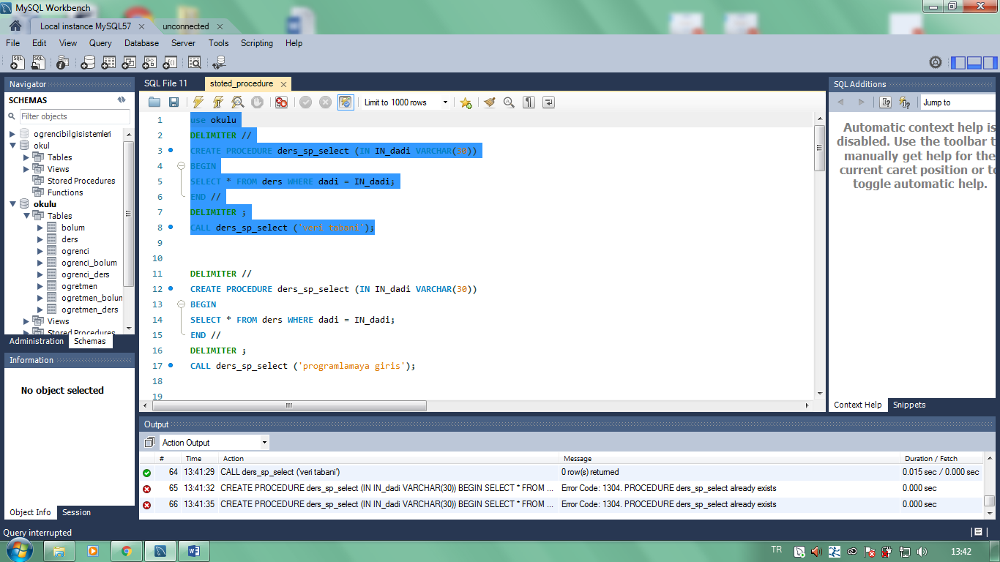 MySQL Workbench
Local instance MySQL57 × unconnected ×
File Edit View Query Database Server Tools Scripting Help
Navigator
SCHEMAS
Filter objects
ogrencibilgisistemleri
okul
Tables
Views
Stored Procedures
Functions
okulu
Tables
bolum
ders
ogrenci
ogrenci_bolum
ogrenci_ders
ogretmen
ogretmen_bolun
ogretmen_ders
Views
Stored Procedures
Administration Schemas
Information
No object selected
Object Info Session
SQL File 11 stoted_procedure ×
Limit to 1000 rows
1 use okulu
2 DELIMITER //
3 CREATE PROCEDURE ders_sp_select (IN IN_dadi VARCHAR(30))
4 BEGIN
5 SELECT * FROM ders WHERE dadi = IN_dadi;
6 END //
7 DELIMITER ;
8 CALL ders_sp_select ('veri tabani');
9
10
11 DELIMITER //
12 CREATE PROCEDURE ders_sp_select (IN IN_dadi VARCHAR(30))
13 BEGIN
14 SELECT * FROM ders WHERE dadi = IN_dadi;
15 END //
16 DELIMITER ;
17 CALL ders_sp_select ('programlamaya giris');
18
19
SQL Additions
Jump to
Automatic context help is
disabled. Use the toolbar t
manually get help for the
current caret position or to
toggle automatic help.
Context Help Snippets
Output
Action Output
# Time Action Message Duration / Fetch
64 13:41:29 CALL ders_sp_select ('veri tabani') 0 row(s) returned 0.015 sec / 0.000 sec
65 13:41:32 CREATE PROCEDURE ders_sp_select (IN IN_dadi VARCHAR(30)) BEGIN SELECT * FROM ... Error Code: 1304. PROCEDURE ders_sp_select already exists 0.000 sec
66 13:41:35 CREATE PROCEDURE ders_sp_select (IN IN_dadi VARCHAR(30)) BEGIN SELECT * FROM ... Error Code: 1304. PROCEDURE ders_sp_select already exists 0.000 sec
Query interrupted
TR 13:42